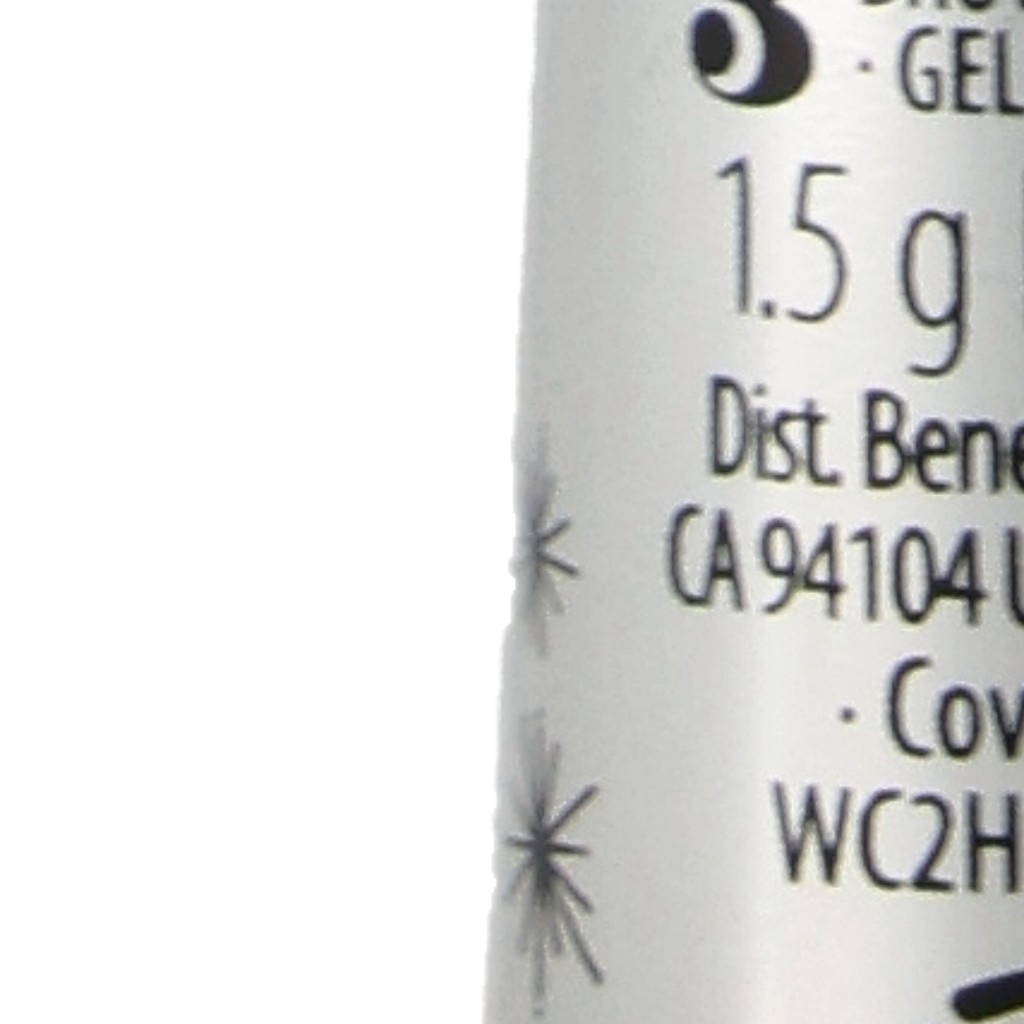 3
· GEL
1.5 g
Dist. Bene
CA 94104 U
· Cov
WC2H